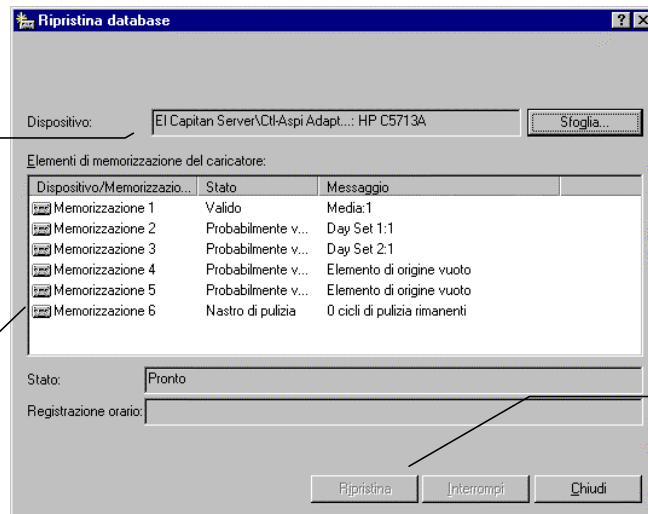 Ripristina database
Dispositivo: El Capitan Server\Ctl-Aspi Adapt...: HP C5713A Sfoglia...
Elementi di memorizzazione del caricatore:
Dispositivo/Memorizzazio... Stato Messaggio
Memorizzazione 1 Valido Media:1
Memorizzazione 2 Probabilmente v... Day Set 1:1
Memorizzazione 3 Probabilmente v... Day Set 2:1
Memorizzazione 4 Probabilmente v... Elemento di origine vuoto
Memorizzazione 5 Probabilmente v... Elemento di origine vuoto
Memorizzazione 6 Nastro di pulizia 0 cicli di pulizia rimanenti
Stato: Pronto
Registrazione orario:
Ripristina Interrompi Chiudi